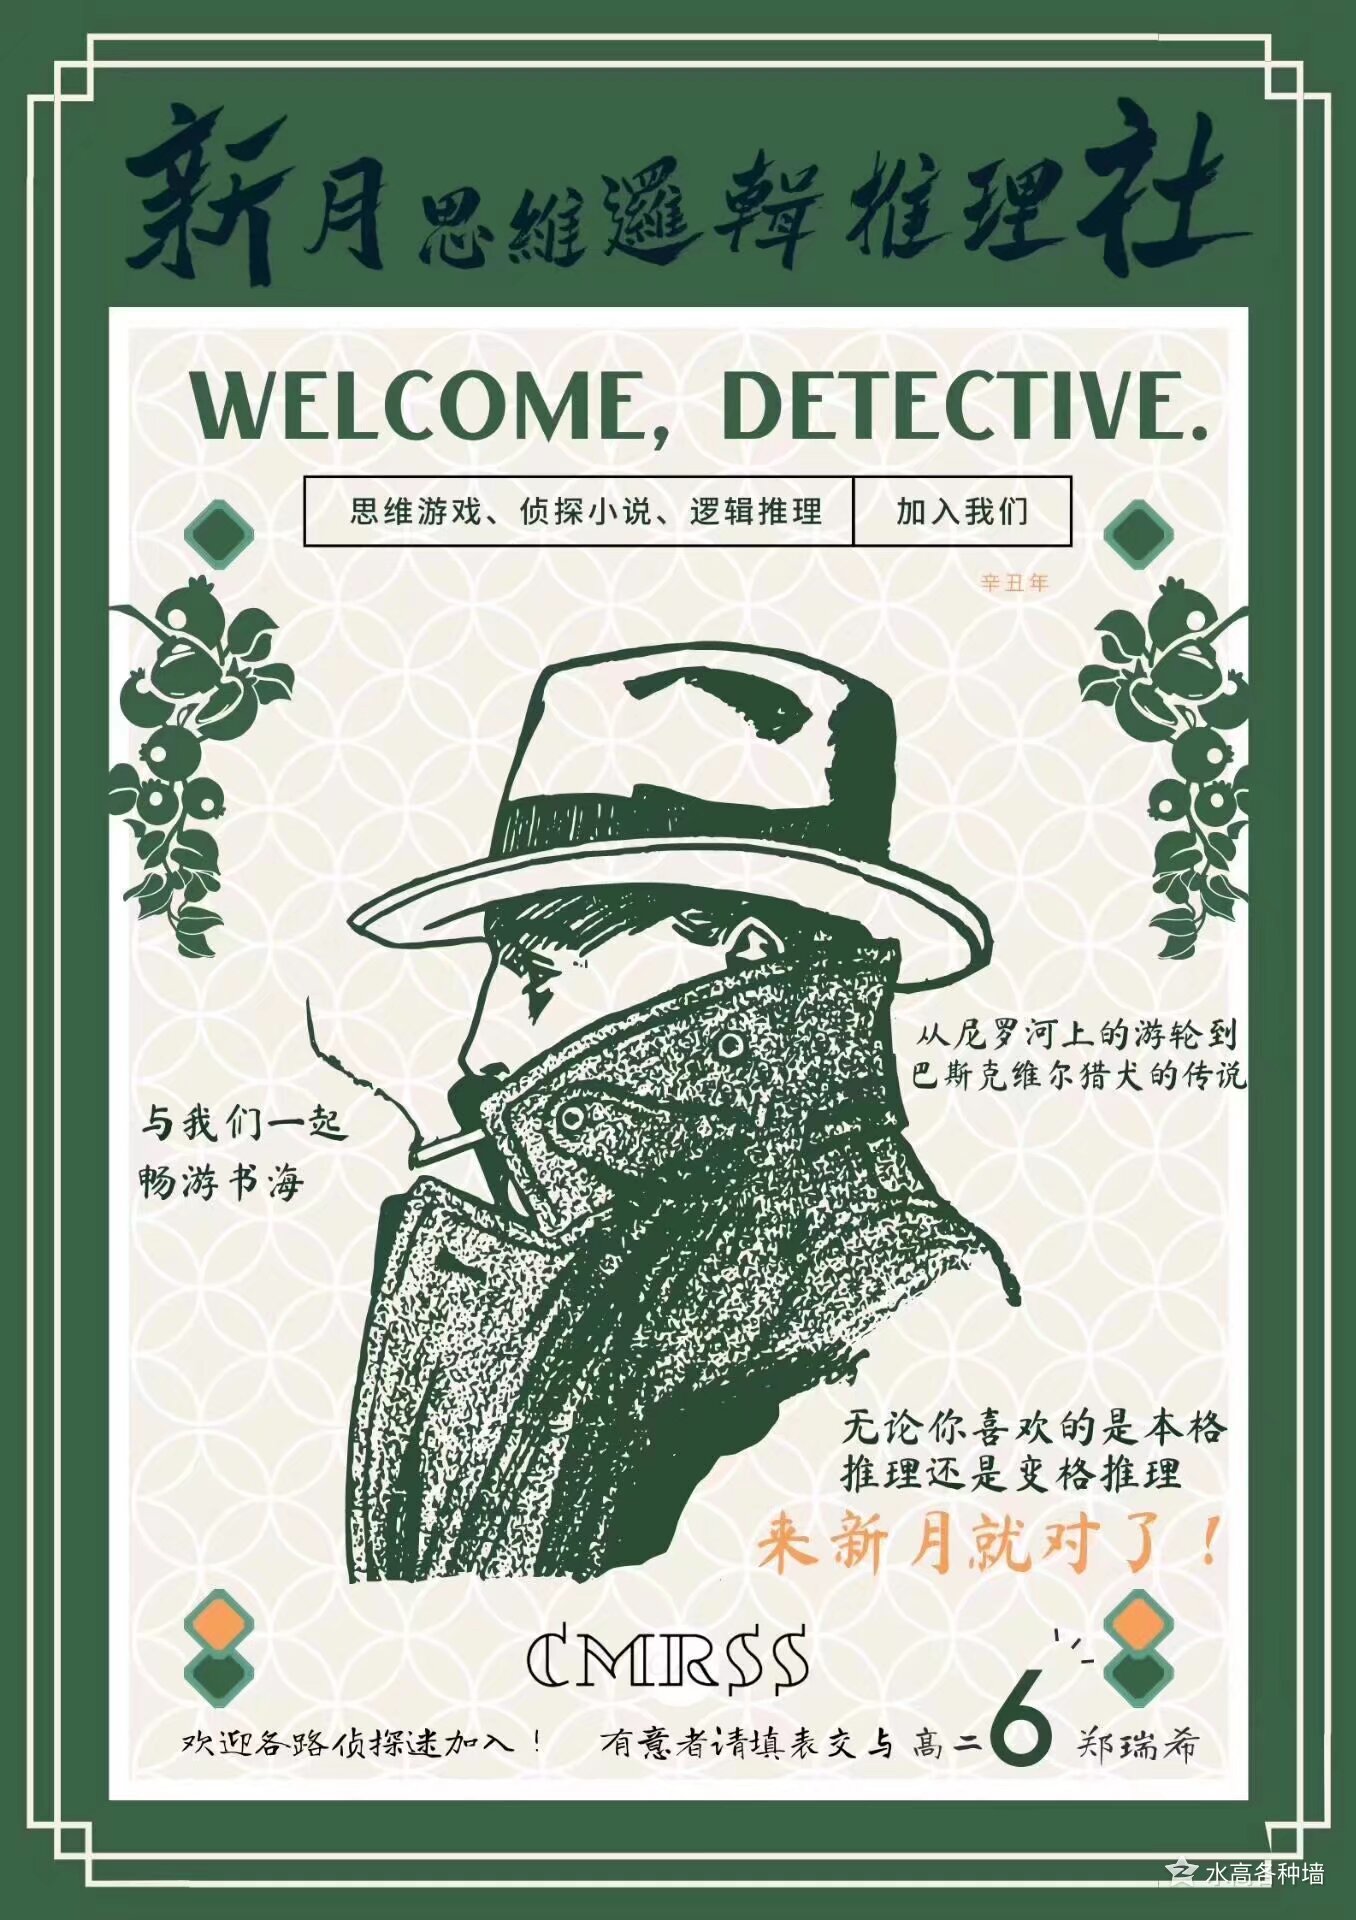 新月思維邏輯推理社
WELCOME, DETECTIVE.
思维游戏、侦探小说、逻辑推理 加入我们
辛丑年
从尼罗河上的游轮到
巴斯克维尔猎犬的传说
与我们一起
畅游书海
无论你喜欢的是本格
推理还是变格推理
来新月就对了！
CMRSS
欢迎各路侦探迷加入！ 有意者请填表交与 高二6 郑瑞希
水高各种墙